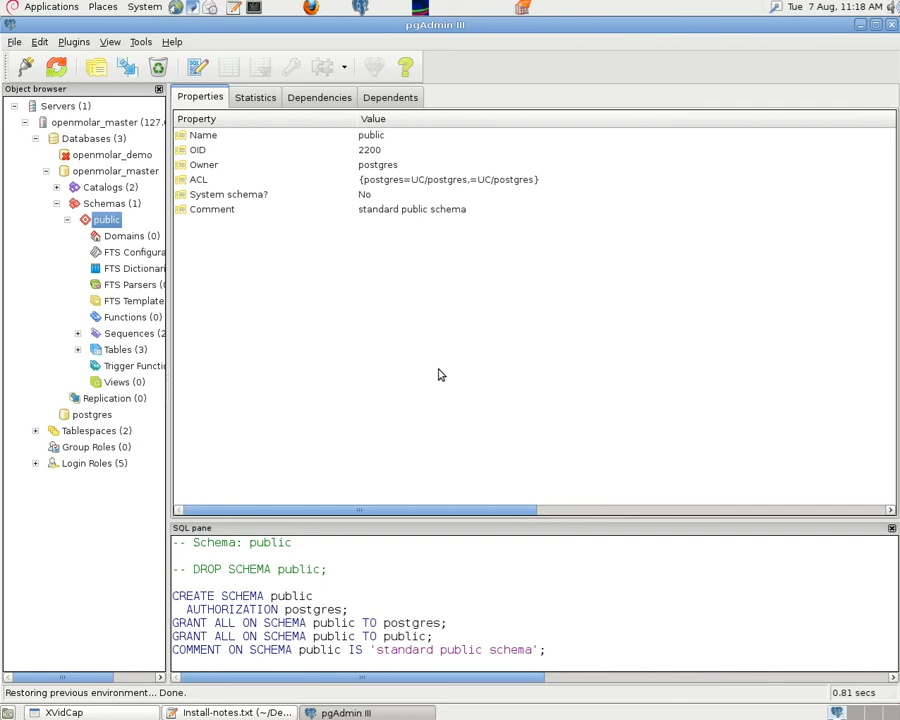 Applications Places System Tue 7 Aug, 11:18 AM
pgAdmin III
File Edit Plugins View Tools Help
Object browser
Servers (1)
openmolar_master (127.
Databases (3)
openmolar_demo
openmolar_master
Catalogs (2)
Schemas (1)
public
Domains (0)
FTS Configura
FTS Dictionari
FTS Parsers (
FTS Template
Functions (0)
Sequences (2
Tables (3)
Trigger Functi
Views (0)
Replication (0)
postgres
Tablespaces (2)
Group Roles (0)
Login Roles (5)
Properties Statistics Dependencies Dependents
Property Value
Name public
OID 2200
Owner postgres
ACL {postgres=UC/postgres,=UC/postgres}
System schema? No
Comment standard public schema
SQL pane
-- Schema: public
-- DROP SCHEMA public;
CREATE SCHEMA public
AUTHORIZATION postgres;
GRANT ALL ON SCHEMA public TO postgres;
GRANT ALL ON SCHEMA public TO public;
COMMENT ON SCHEMA public IS 'standard public schema';
Restoring previous environment... Done. 0.81 secs
XVidCap Install-notes.txt (~/De... pgAdmin III